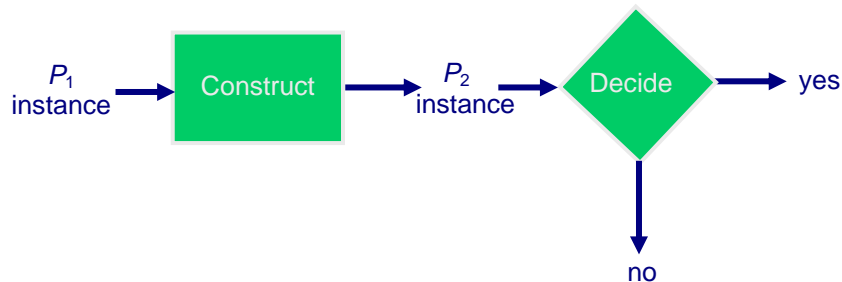 P₁
instance
Construct
P₂
instance
Decide
yes
no